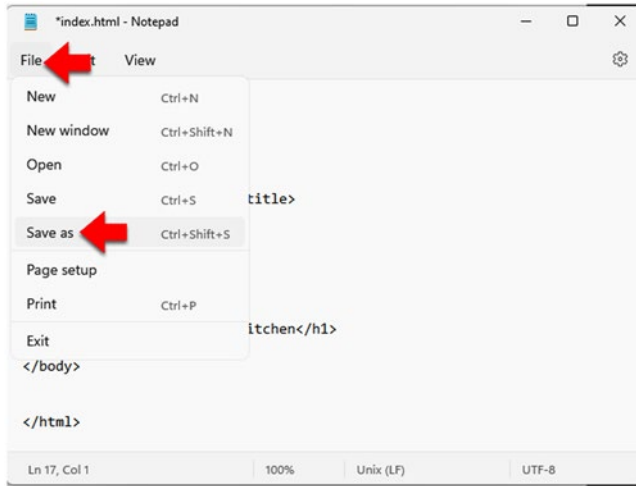 *index.html - Notepad
File t View
New Ctrl+N
New window Ctrl+Shift+N
Open Ctrl+O
Save Ctrl+S
title>
Save as Ctrl+Shift+S
Page setup
Print Ctrl+P
itchen</h1>
Exit
</body>
</html>
Ln 17, Col 1 100% Unix (LF) UTF-8